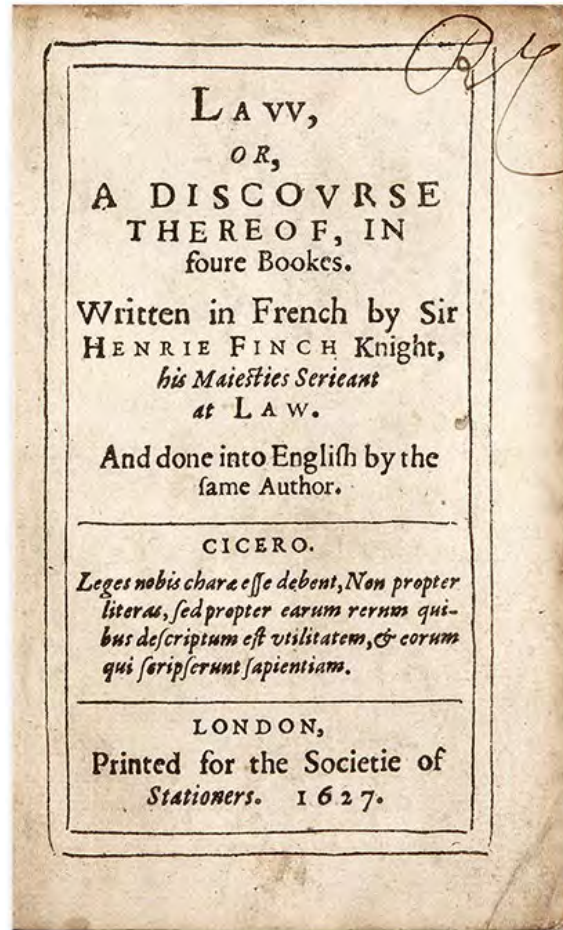 LAVV,
OR,
A DISCOVRSE
THEREOF, IN
foure Bookes.
Written in French by Sir
HENRIE FINCH Knight,
his Maiesties Serieant
at LAW.
And done into Engliſh by the
ſame Author.
CICERO.
Leges nobis charæ eſſe debent, Non propter
literas, ſed propter earum rerum qui-
bus deſcriptum eſt vtilitatem, & eorum
qui ſcripſerunt ſapientiam.
LONDON,
Printed for the Societie of
Stationers. 1627.